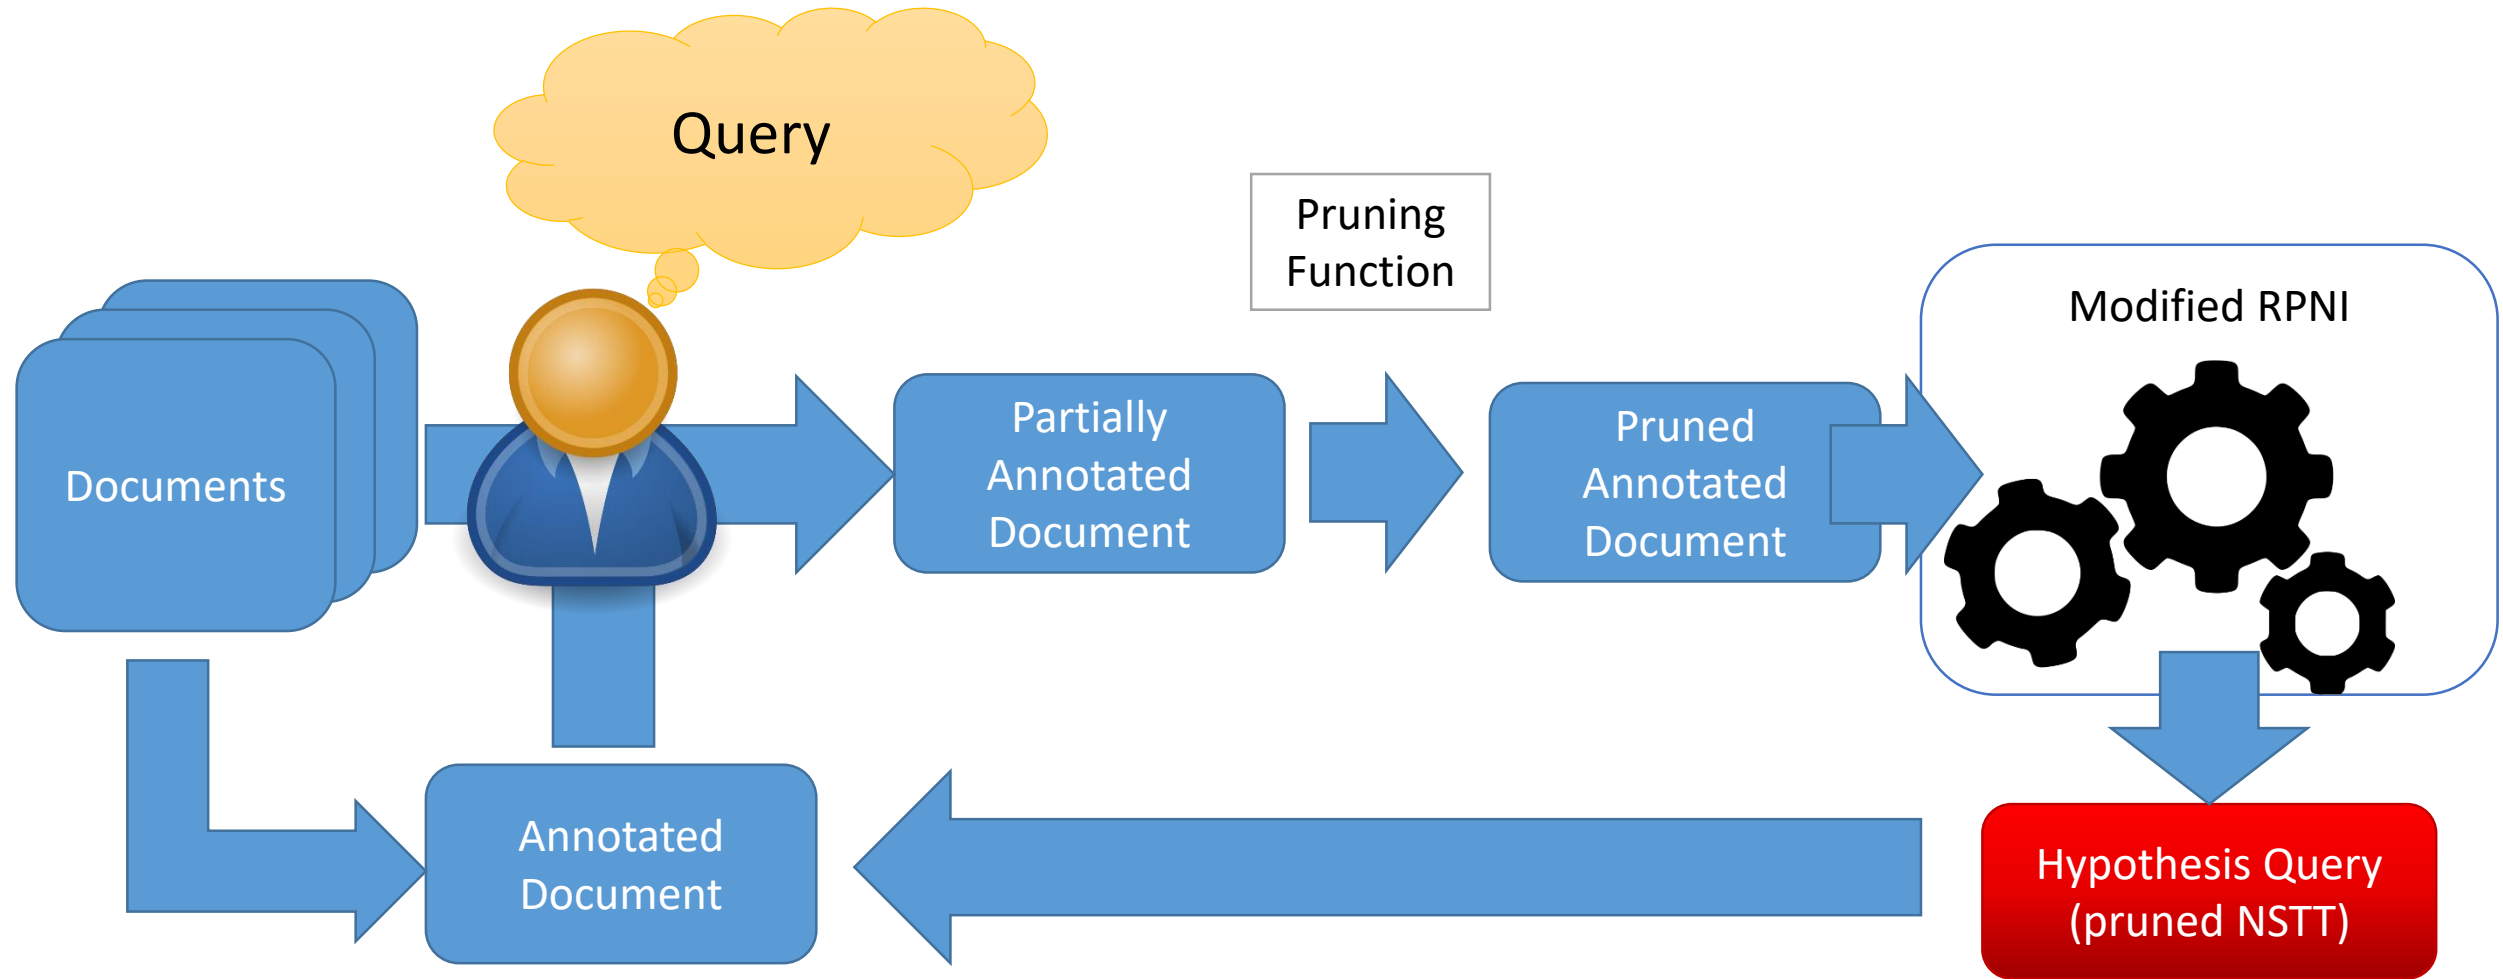 Query
Pruning
Function
Modified RPNI
Documents
Partially
Annotated
Document
Pruned
Annotated
Document
Annotated
Document
Hypothesis Query
(pruned NSTT)